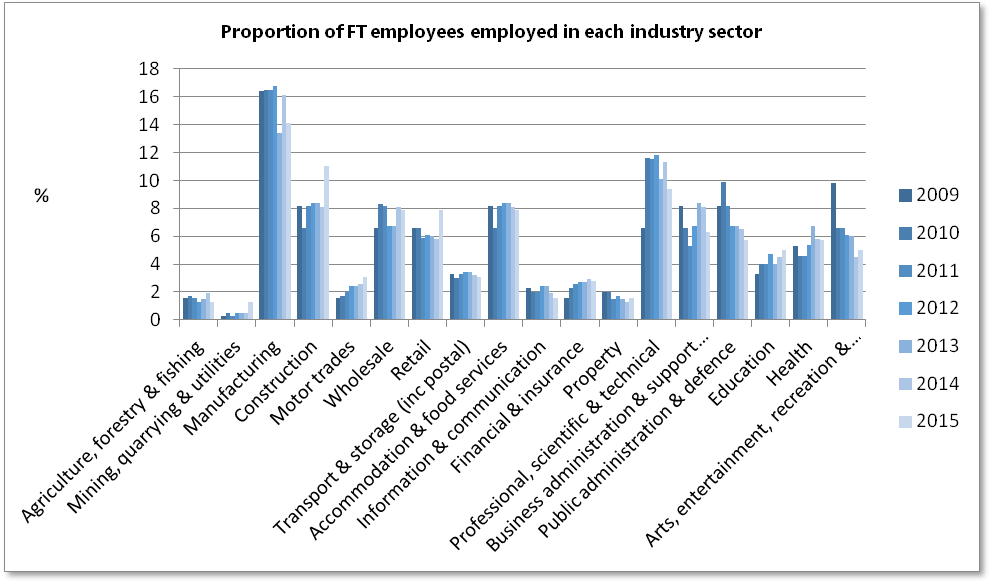 Proportion of FT employees employed in each industry sector
18
16
14
12
10
8
6
4
2
0
%
Agriculture, forestry & fishing
Mining, quarrying & utilities
Manufacturing
Construction
Motor trades
Wholesale
Retail
Transport & storage (inc postal)
Accommodation & food services
Information & communication
Financial & insurance
Property
Professional, scientific & technical
Business administration & support...
Public administration & defence
Education
Health
Arts, entertainment, recreation &...
2009
2010
2011
2012
2013
2014
2015